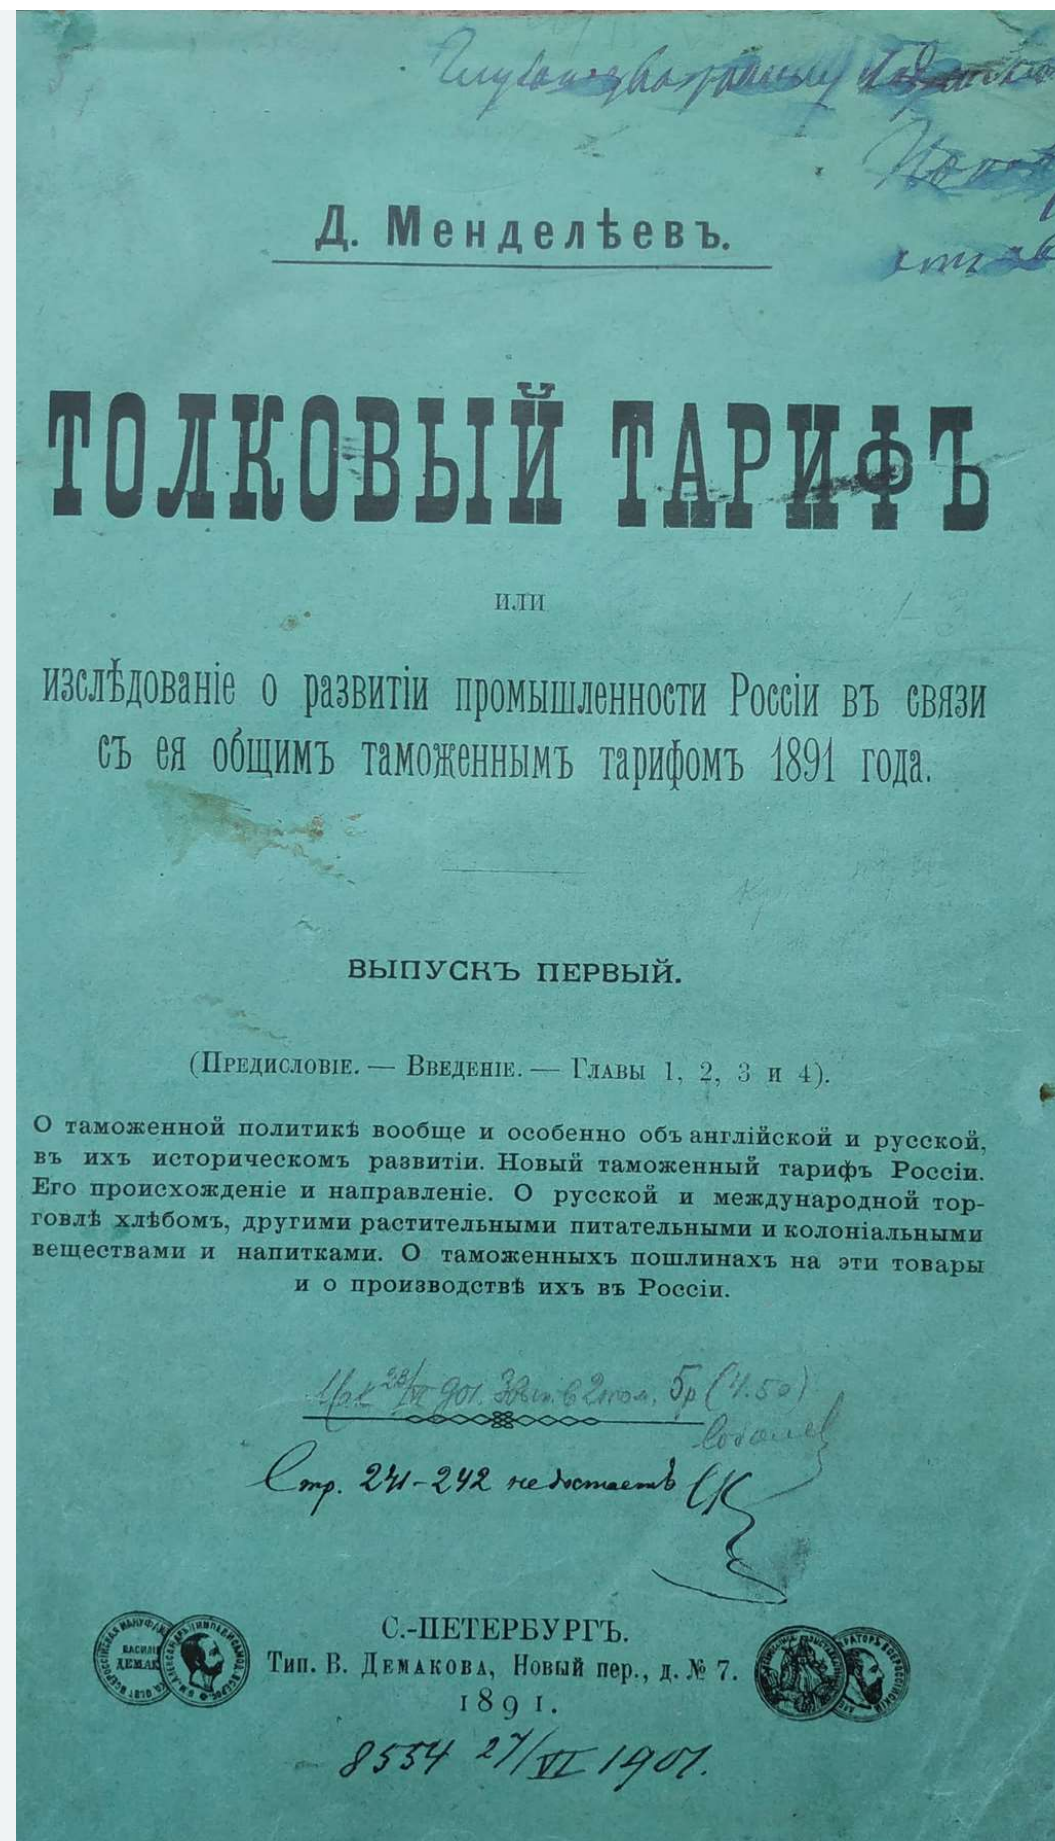 Глубокоуважаемому
Д. Менделѣевъ.
ТОЛКОВЫЙ ТАРИФЪ
ИЛИ
изслѣдованіе о развитіи промышленности Россіи въ связи
съ ея общимъ таможеннымъ тарифомъ 1891 года.
ВЫПУСКЪ ПЕРВЫЙ.
(Предисловіе. — Введеніе. — Главы 1, 2, 3 и 4).
О таможенной политикѣ вообще и особенно объ англійской и русской,
въ ихъ историческомъ развитіи. Новый таможенный тарифъ Россіи.
Его происхожденіе и направленіе. О русской и международной тор-
говлѣ хлѣбомъ, другими растительными питательными и колоніальными
веществами и напитками. О таможенныхъ пошлинахъ на эти товары
и о производствѣ ихъ въ Россіи.
5р (4.50)
Стр. 241-242 недостаетъ
С.-ПЕТЕРБУРГЪ.
Тип. В. Демакова, Новый пер., д. № 7.
1891.
8554 27/VI 1901.